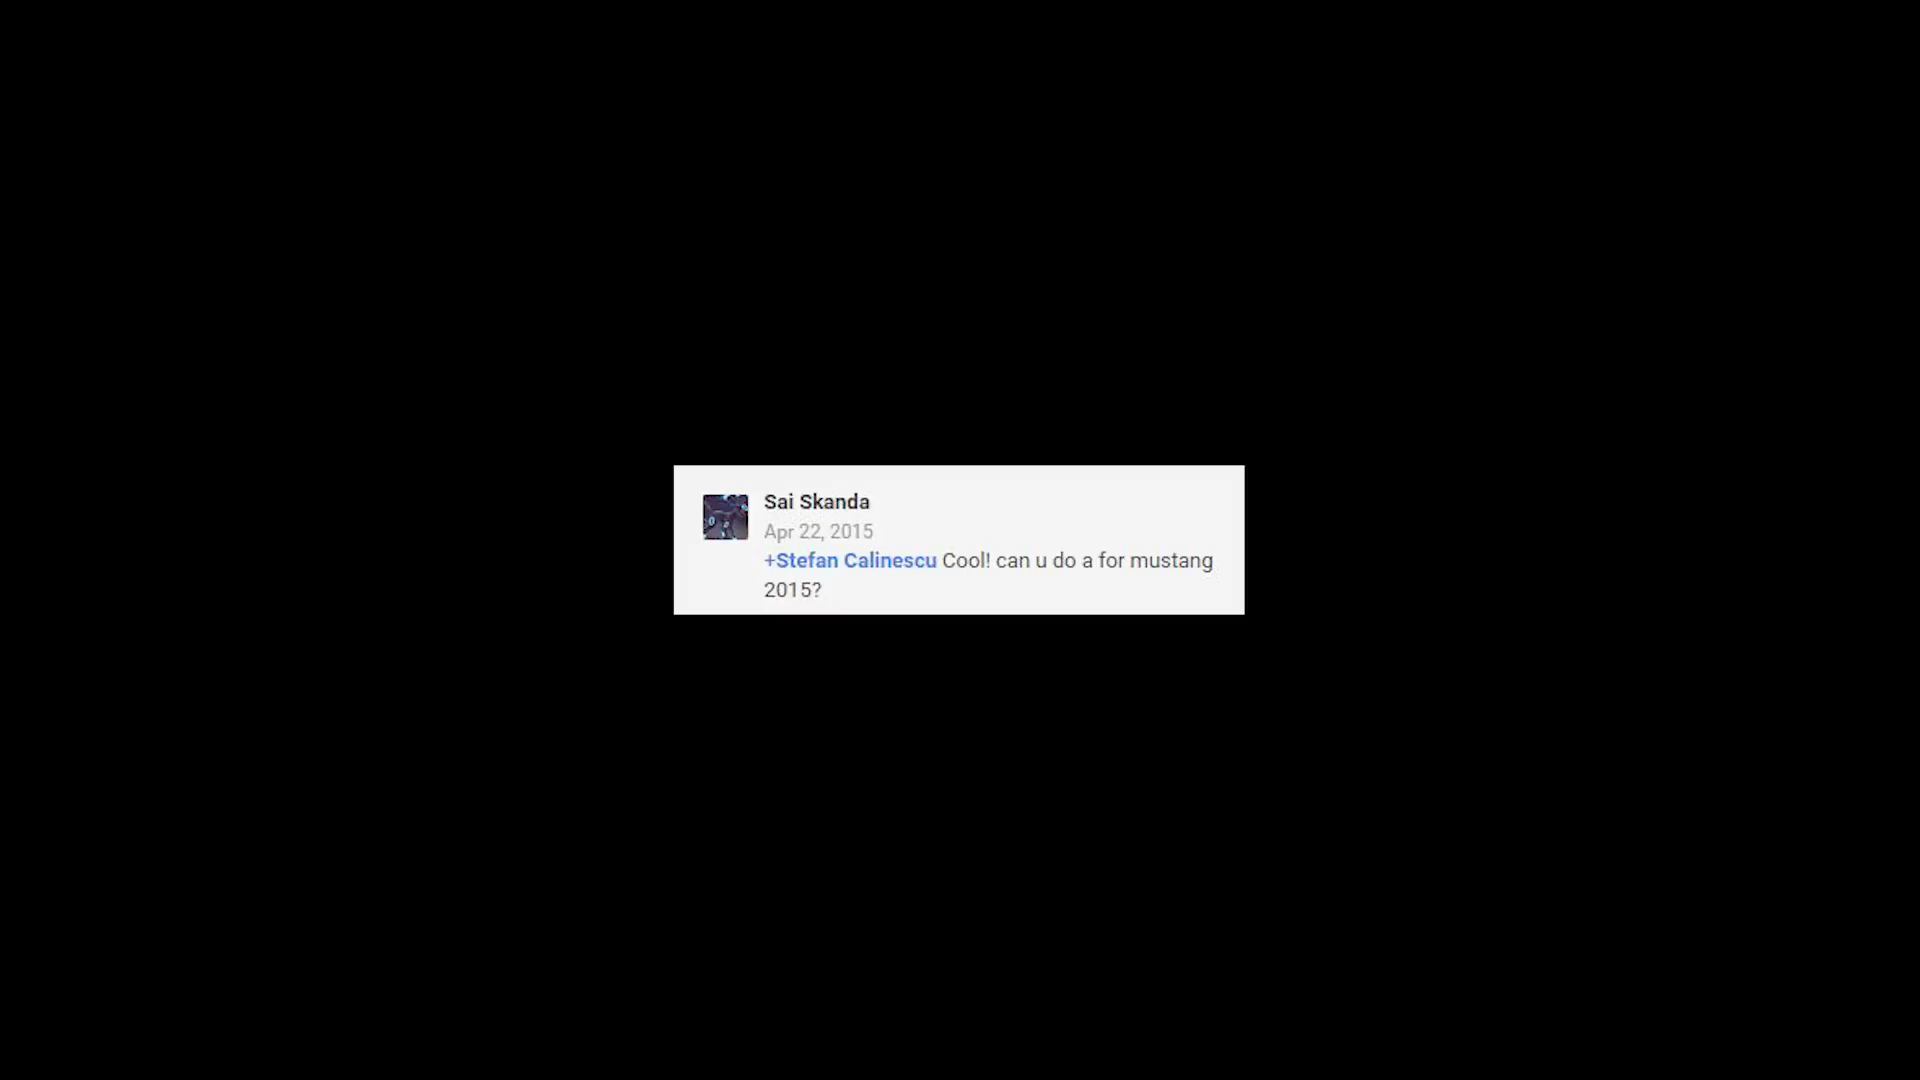 Sai Skanda
Apr 22, 2015
+Stefan Calinescu Cool! can u do a for mustang
2015?